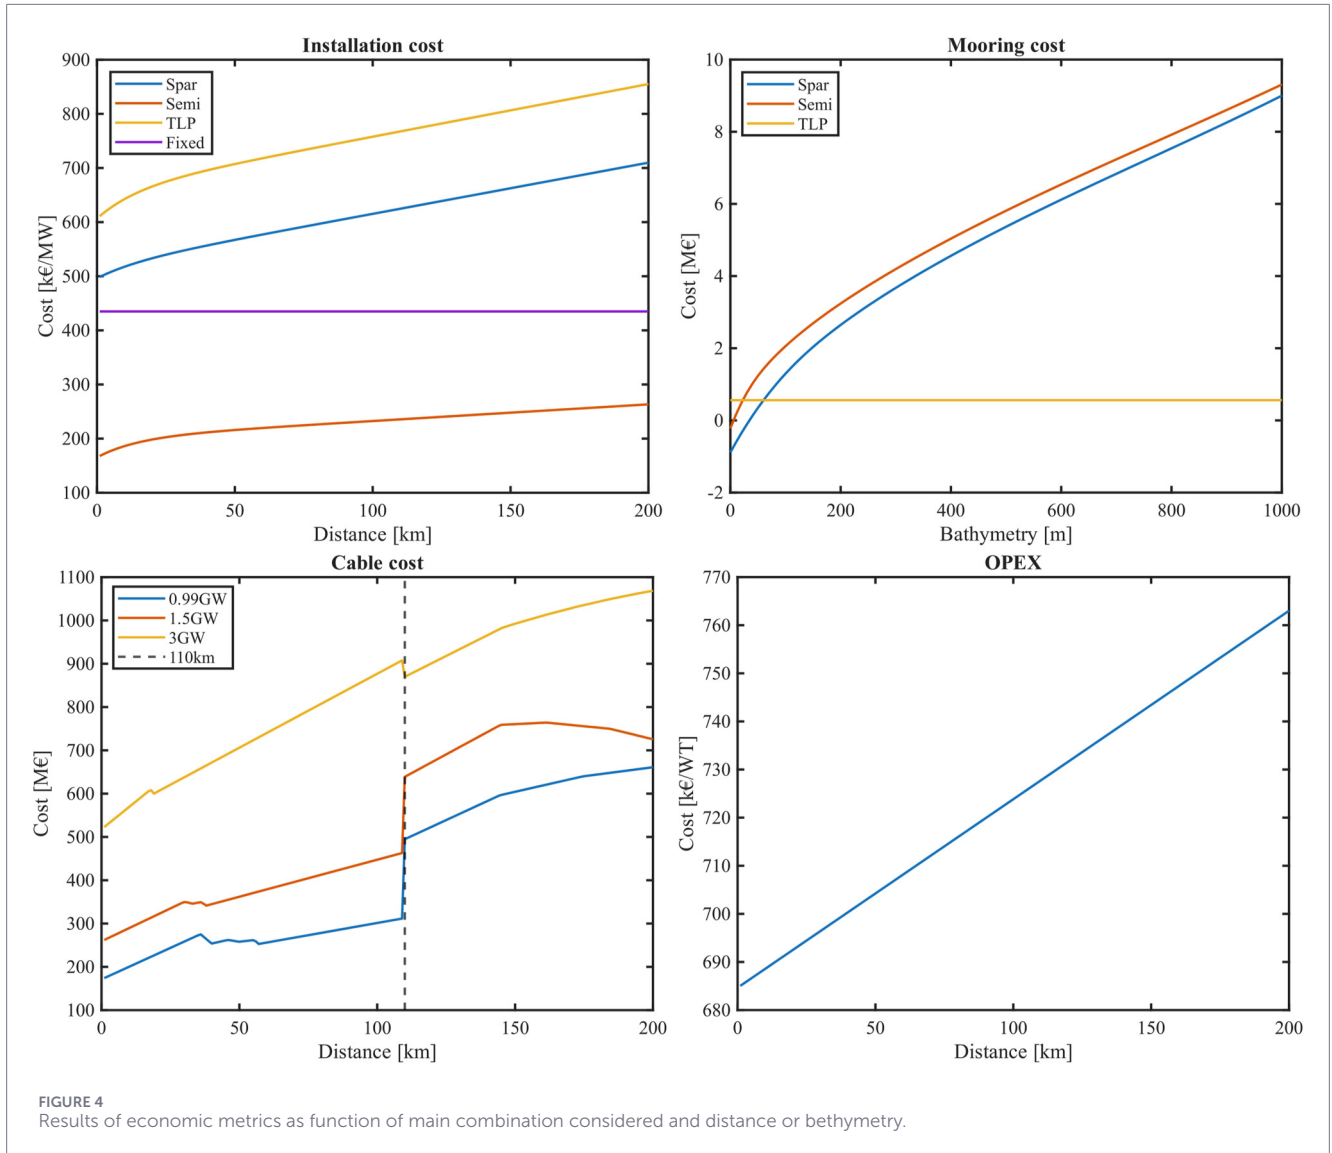 Installation cost
900
800
700
600
500
400
300
200
100
Cost [k€/MW]
Spar
Semi
TLP
Fixed
0
50
100
150
200
Distance [km]
Mooring cost
10
8
6
4
2
0
-2
Cost [M€]
Spar
Semi
TLP
0
200
400
600
800
1000
Bathymetry [m]
Cable cost
1100
1000
900
800
700
600
500
400
300
200
100
Cost [M€]
0.99GW
1.5GW
3GW
110km
0
50
100
150
200
Distance [km]
OPEX
770
760
750
740
730
720
710
700
690
680
Cost [k€/WT]
0
50
100
150
200
Distance [km]
FIGURE 4
Results of economic metrics as function of main combination considered and distance or bethymetry.